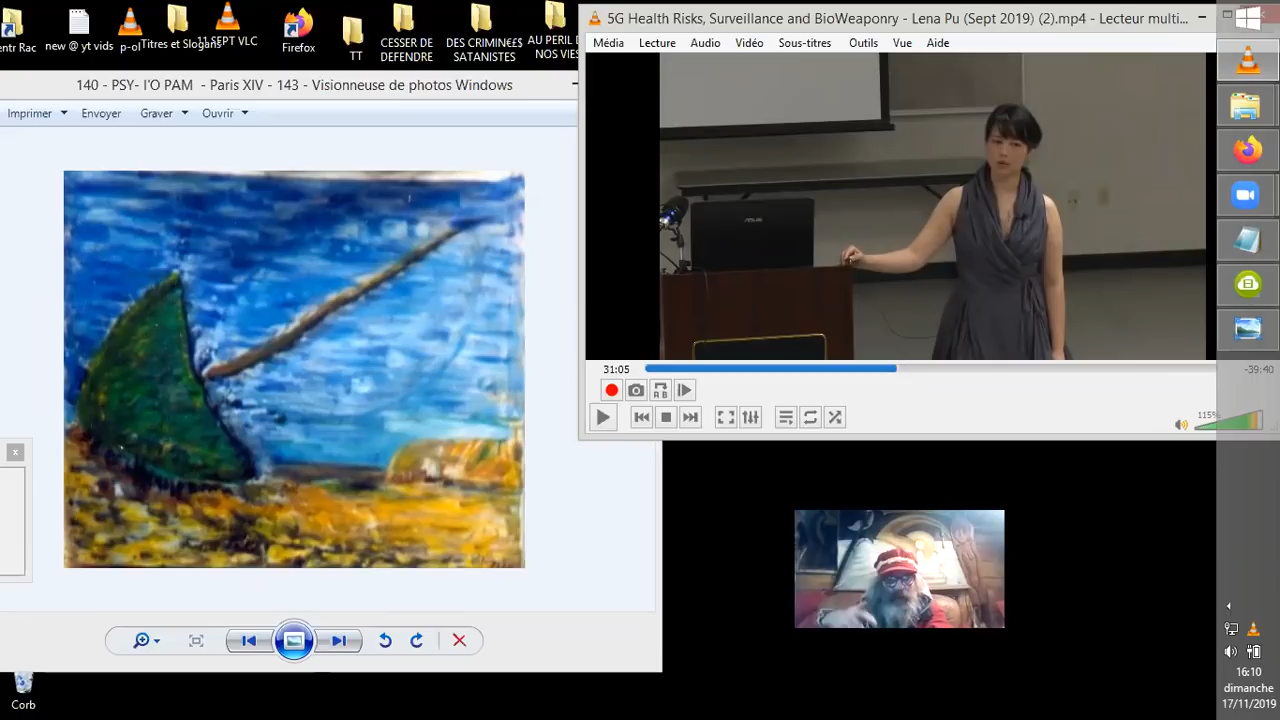 entr Rac
new @ yt vids
p-ol
Titres et Slogans
11 SEPT VLC
Firefox
TT
CESSER DE
DEFENDRE
DES CRIMIN€£$
SATANISTES
AU PERIL D
NOS VIES
5G Health Risks, Surveillance and BioWeaponry - Lena Pu (Sept 2019) (2).mp4 - Lecteur multi...
Média Lecture Audio Vidéo Sous-titres Outils Vue Aide
140 - PSY- l'O PAM - Paris XIV - 143 - Visionneuse de photos Windows
Imprimer Envoyer Graver Ouvrir
ASUS
31:05
-39:40
A B
115%
x
Corb
16:10
dimanche
17/11/2019